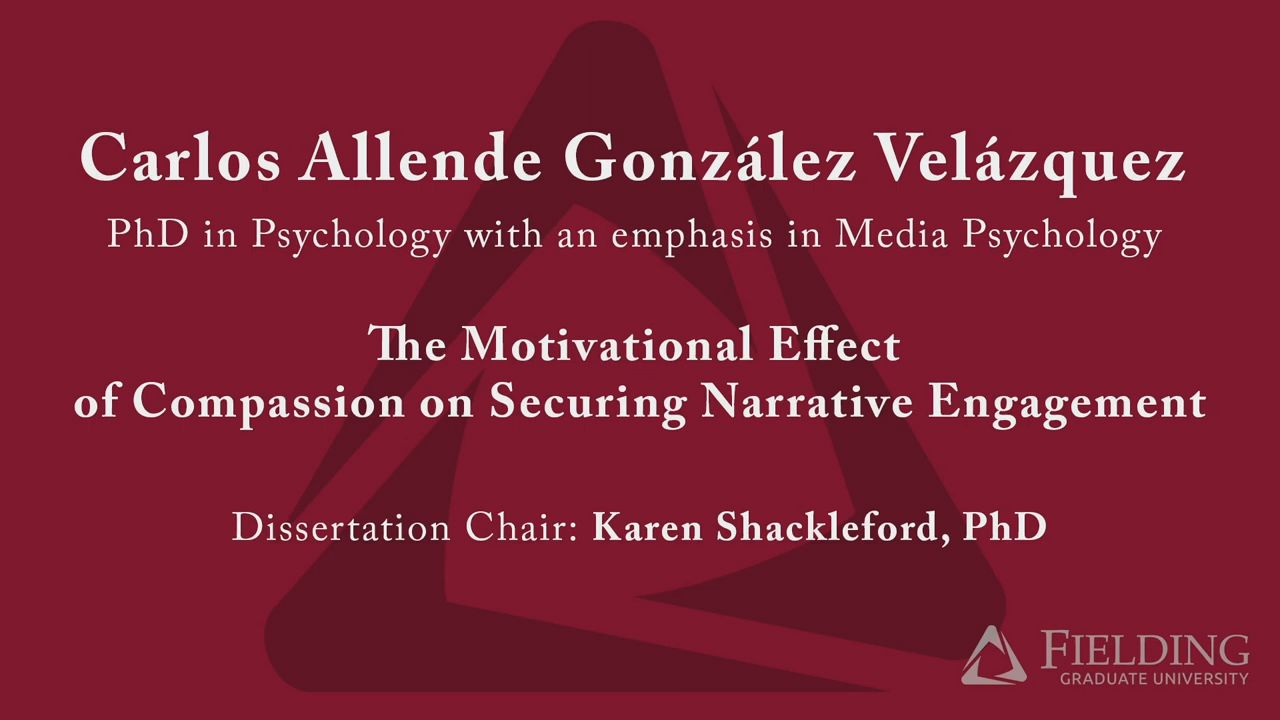 Carlos Allende González Velázquez
PhD in Psychology with an emphasis in Media Psychology
The Motivational Effect
of Compassion on Securing Narrative Engagement
Dissertation Chair: Karen Shackleford, PhD
FIELDING
GRADUATE UNIVERSITY